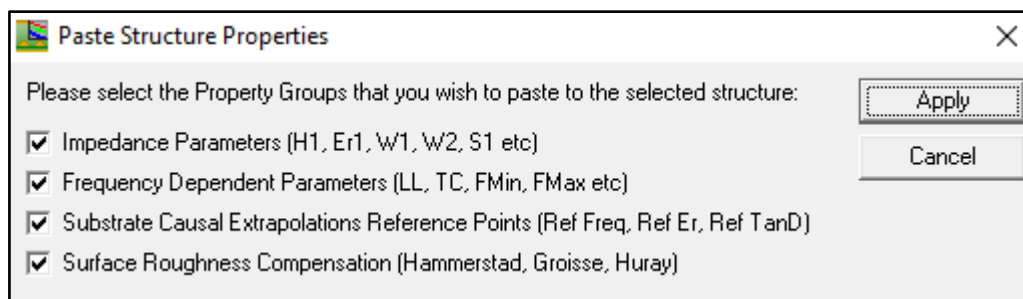 Paste Structure Properties
Please select the Property Groups that you wish to paste to the selected structure:
Apply
Impedance Parameters (H1, Er1, W1, W2, S1 etc)
Cancel
Frequency Dependent Parameters (LL, TC, FMin, FMax etc)
Substrate Causal Extrapolations Reference Points (Ref Freq, Ref Er, Ref TanD)
Surface Roughness Compensation (Hammerstad, Groisse, Huray)